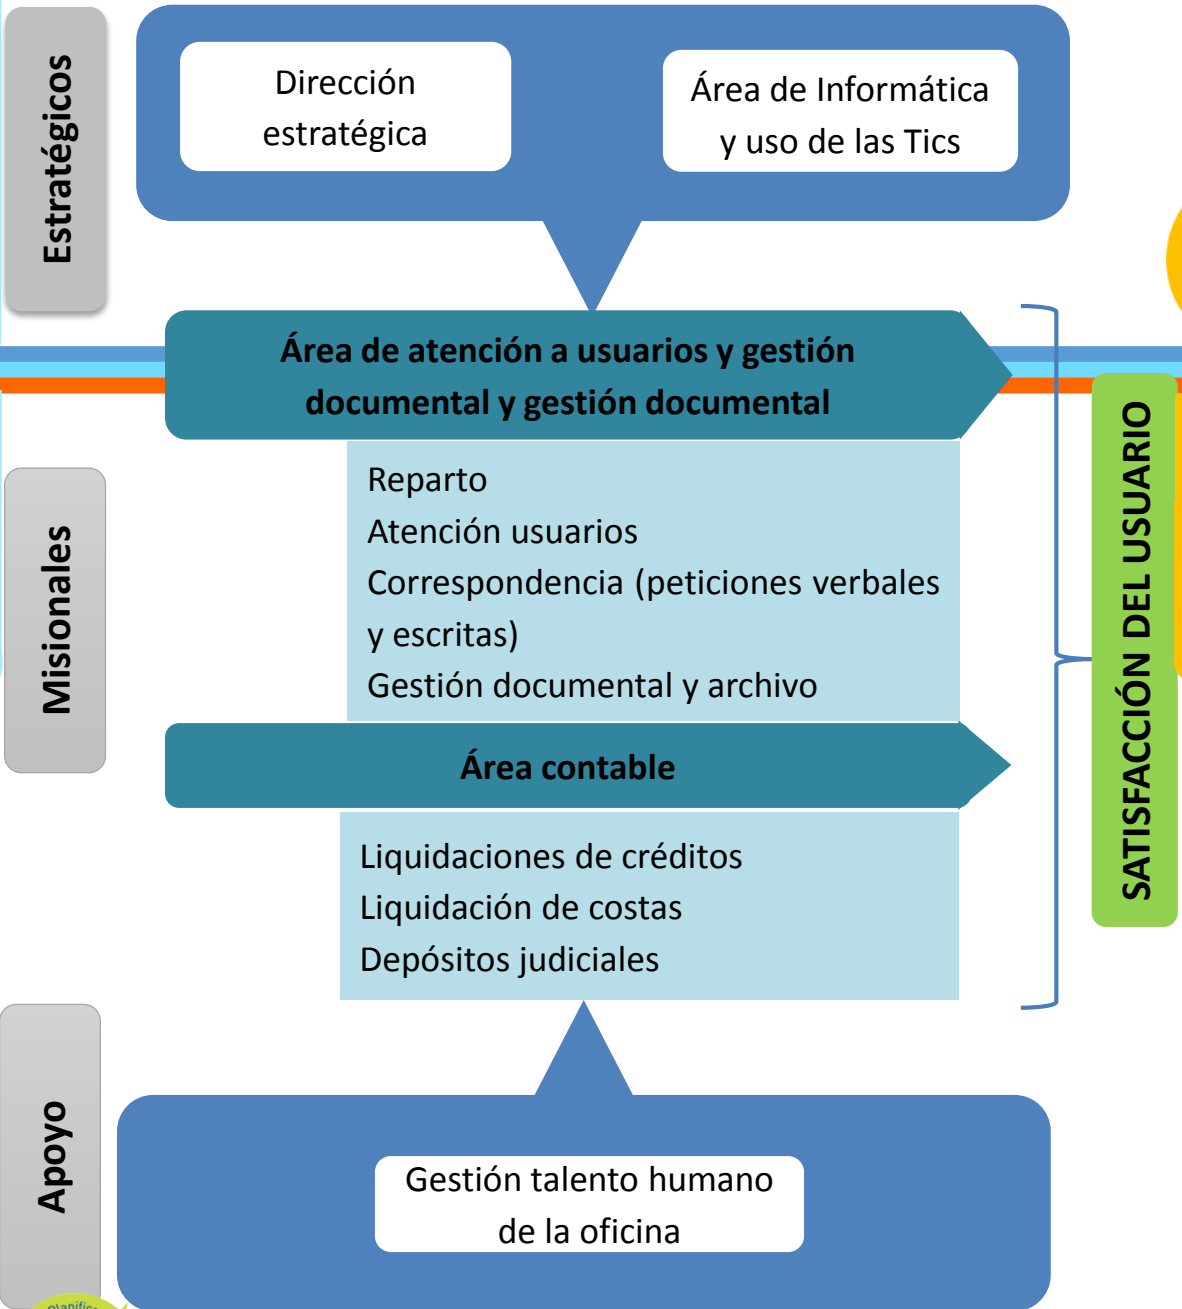 Estratégicos
Dirección
estratégica
Área de Informática
y uso de las Tics
Área de atención a usuarios y gestión
documental y gestión documental
Misionales
Reparto
Atención usuarios
Correspondencia (peticiones verbales
y escritas)
Gestión documental y archivo
Área contable
Liquidaciones de créditos
Liquidación de costas
Depósitos judiciales
SATISFACCIÓN DEL USUARIO
Apoyo
Gestión talento humano
de la oficina